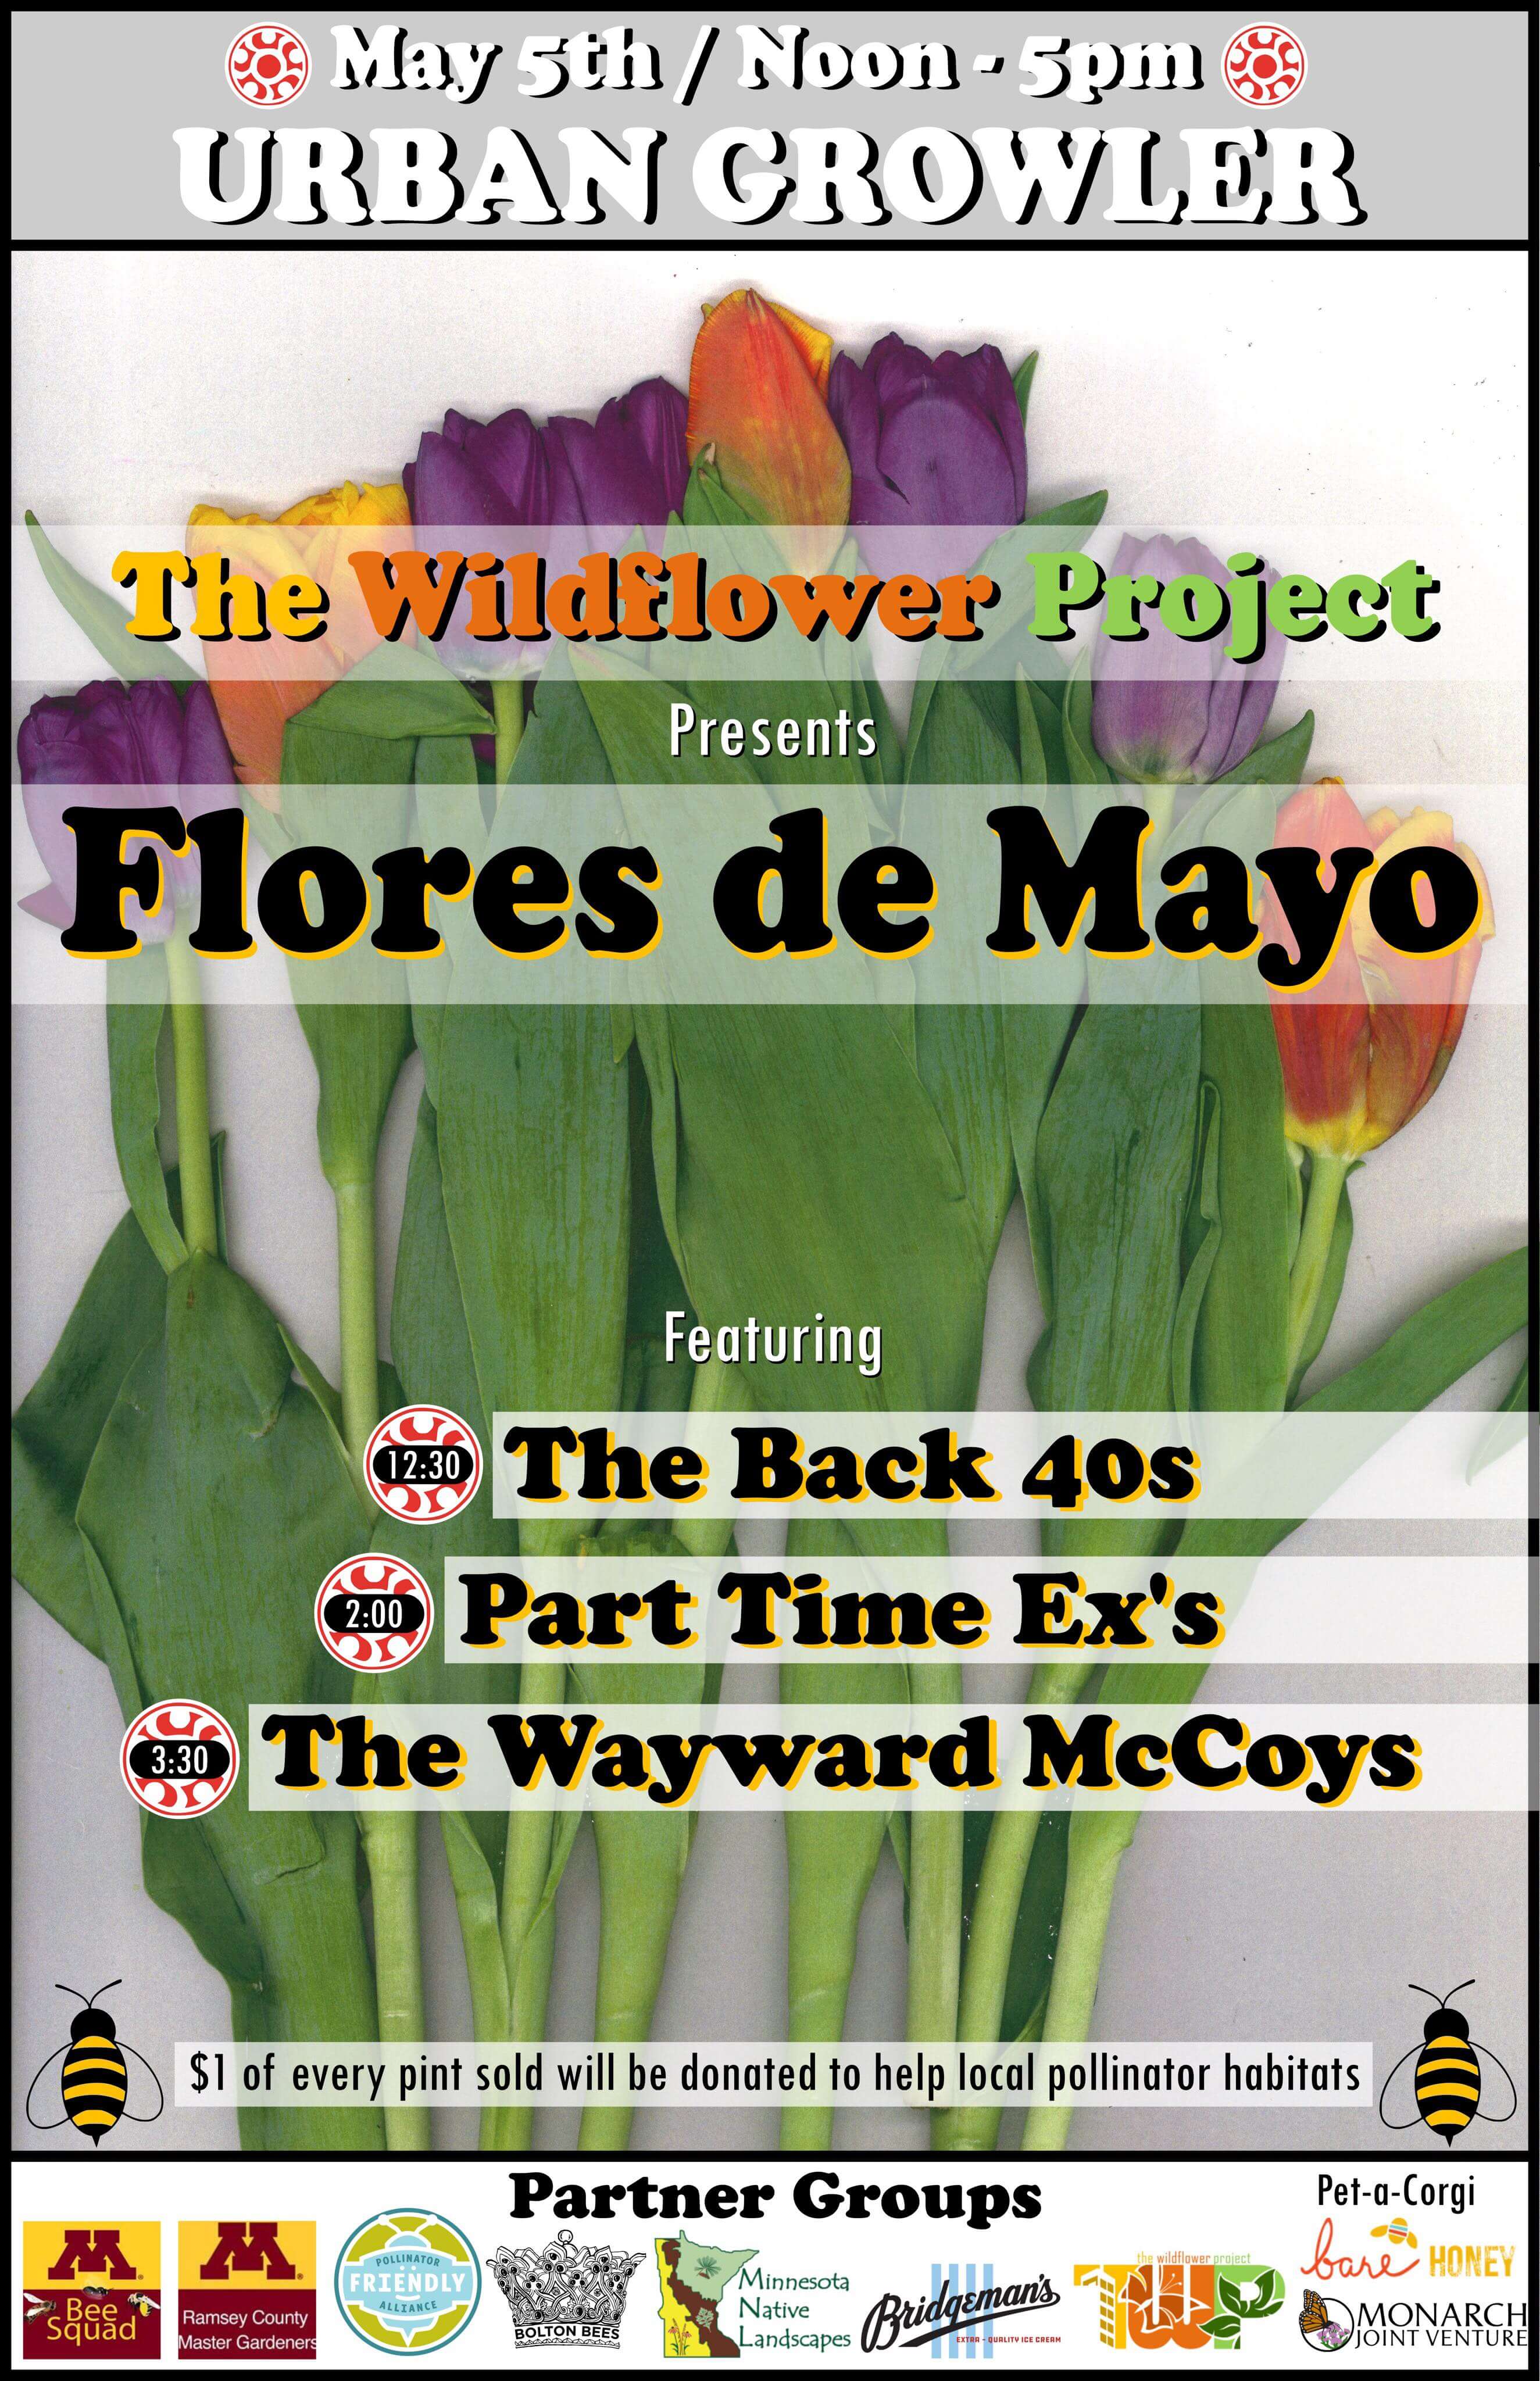 May 5th / Noon - 5pm
URBAN GROWLER
The Wildflower Project
Presents
Flores de Mayo
Featuring
12:30 The Back 40s
2:00 Part Time Ex's
3:30 The Wayward McCoys
$1 of every pint sold will be donated to help local pollinator habitats
Partner Groups
M
Bee
Squad
M
Ramsey County
Master Gardeners
POLLINATOR
FRIENDLY
ALLIANCE
BOLTON BEES
Minnesota
Native
Landscapes
Bridgeman's
EXTRA - QUALITY ICE CREAM
the wildflower project
TWP
Pet-a-Corgi
bare HONEY
MONARCH
JOINT VENTURE